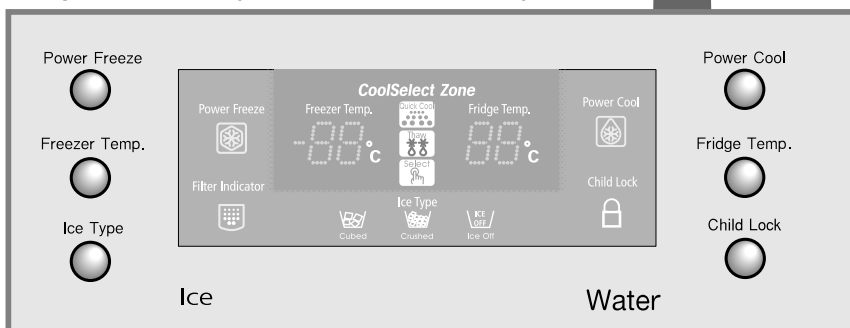 Power Freeze
Freezer Temp.
Ice Type
CoolSelect Zone
Power Freeze
Freezer Temp.
Quick Cool
Fridge Temp.
Power Cool
-88°C
Thaw
88°C
Select
Filter Indicator
Child Lock
Ice Type
ICE
OFF
Cubed
Crushed
Ice Off
Power Cool
Fridge Temp.
Child Lock
Ice
Water